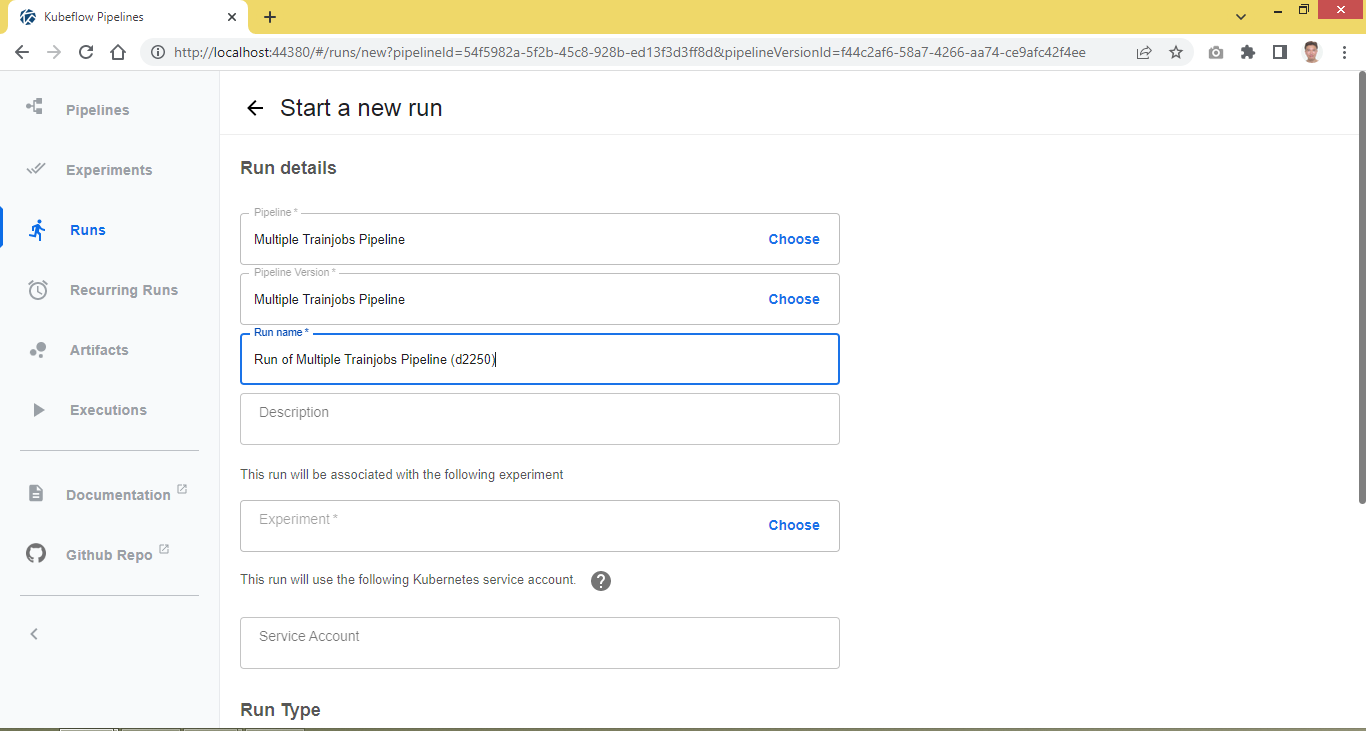 Kubeflow Pipelines
http://localhost:44380/#/runs/new?pipelineId=54f5982a-5f2b-45c8-928b-ed13f3d3ff8d&pipelineVersionId=f44c2af6-58a7-4266-aa74-ce9afc42f4ee
Pipelines
Experiments
Runs
Recurring Runs
Artifacts
Executions
Documentation
Github Repo
Start a new run
Run details
Pipeline *
Multiple Trainjobs Pipeline Choose
Pipeline Version *
Multiple Trainjobs Pipeline Choose
Run name *
Run of Multiple Trainjobs Pipeline (d2250)
Description
This run will be associated with the following experiment
Experiment * Choose
This run will use the following Kubernetes service account. ?
Service Account
Run Type